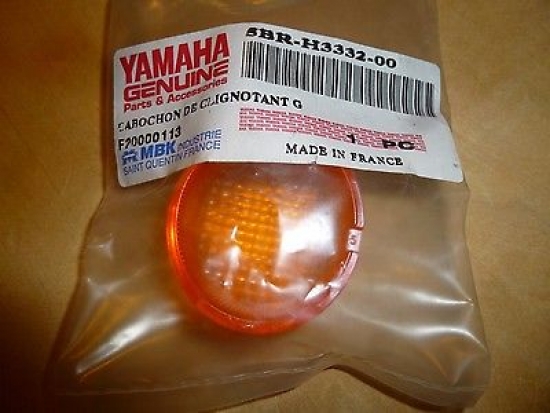 YAMAHA
GENUINE
Parts & Accessories
5BR-H3332-00
CABOCHON DE CLIGNOTANT G
F20000113
1 PC
MBK INDUSTRIE
SAINT QUENTIN FRANCE
MADE IN FRANCE